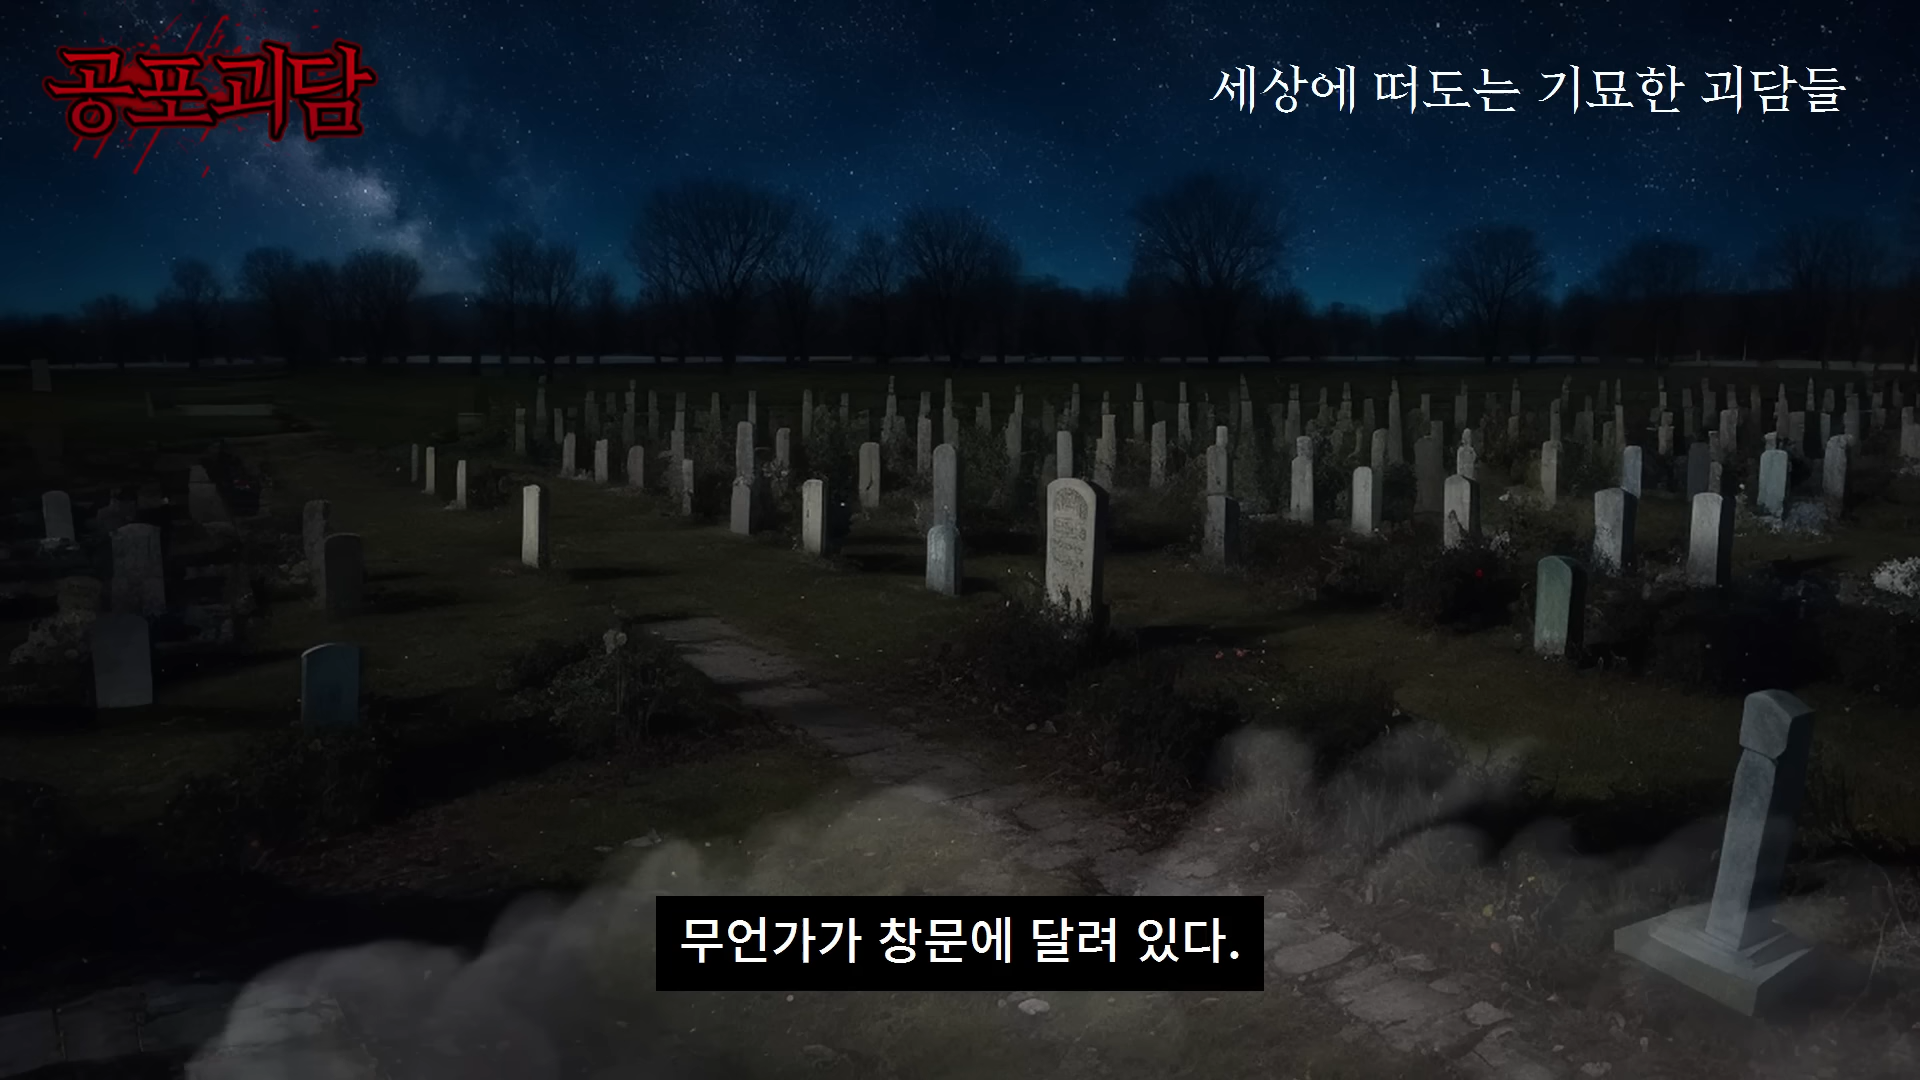 공포괴담
세상에 떠도는 기묘한 괴담들
무언가가 창문에 달려 있다.